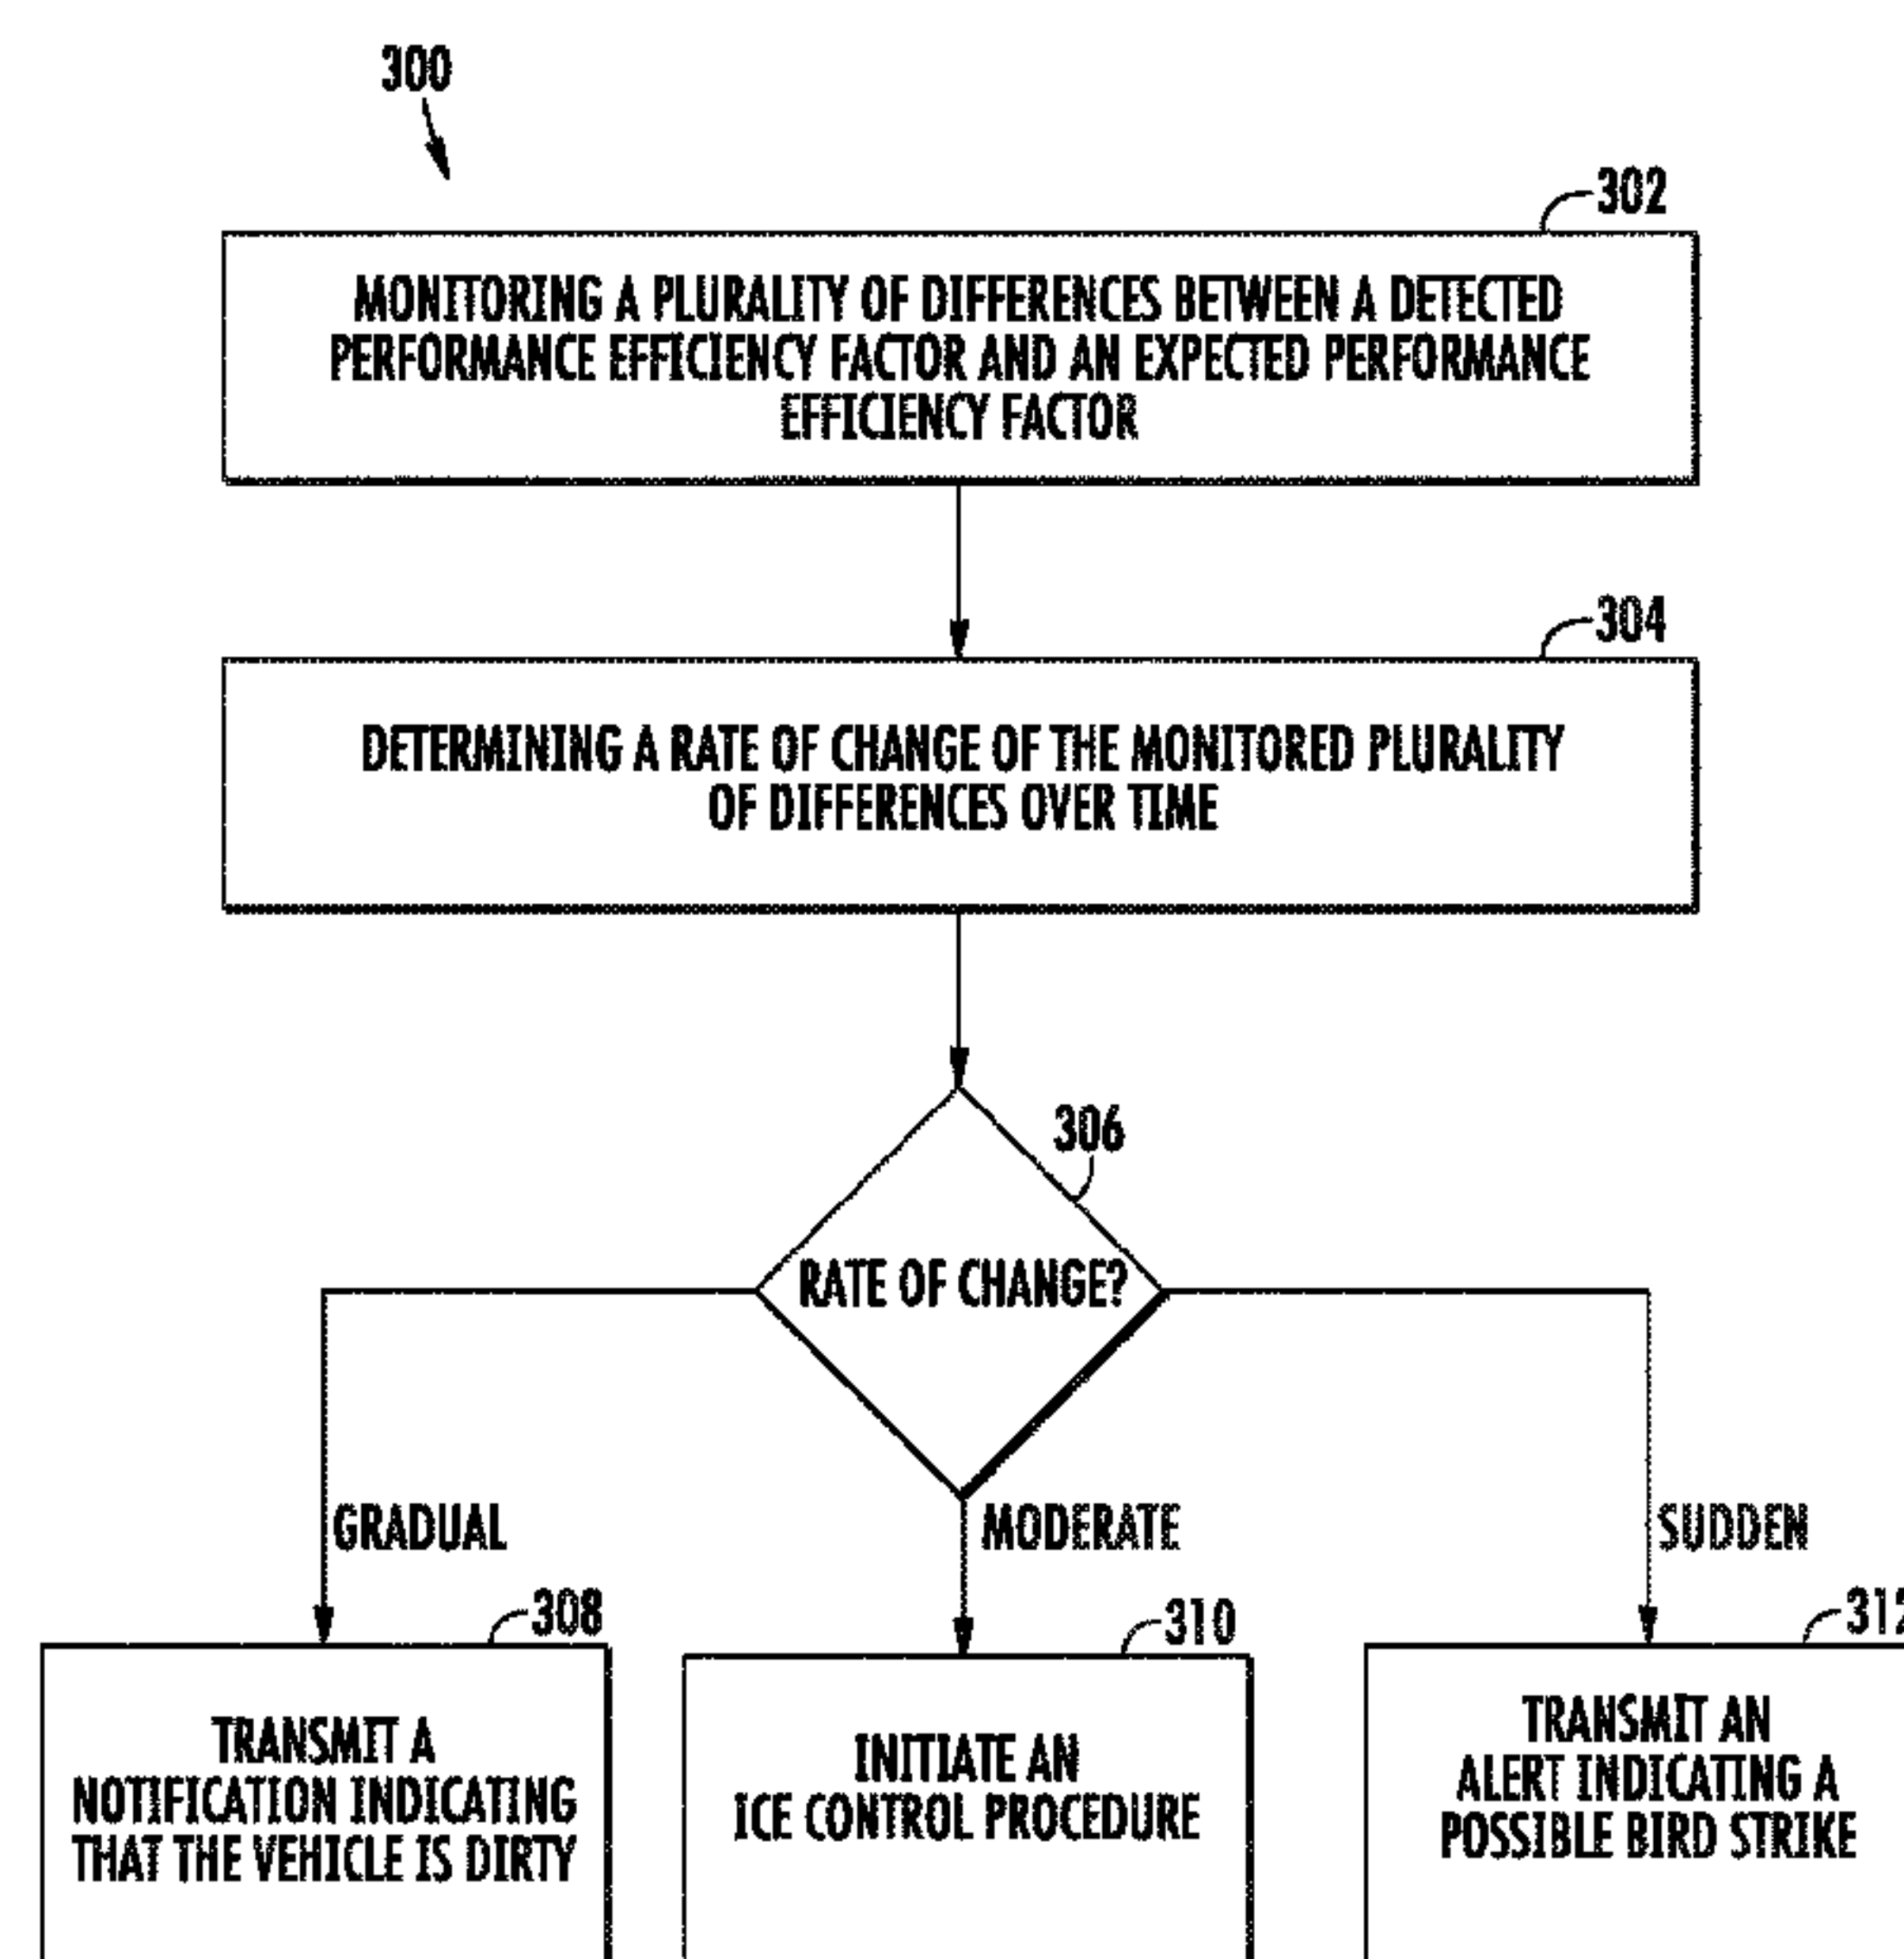 300
302
MONITORING A PLURALITY OF DIFFERENCES BETWEEN A DETECTED
PERFORMANCE EFFICIENCY FACTOR AND AN EXPECTED PERFORMANCE
EFFICIENCY FACTOR
304
DETERMINING A RATE OF CHANGE OF THE MONITORED PLURALITY
OF DIFFERENCES OVER TIME
306
RATE OF CHANGE?
GRADUAL
MODERATE
SUDDEN
308
TRANSMIT A
NOTIFICATION INDICATING
THAT THE VEHICLE IS DIRTY
310
INITIATE AN
ICE CONTROL PROCEDURE
312
TRANSMIT AN
ALERT INDICATING A
POSSIBLE BIRD STRIKE